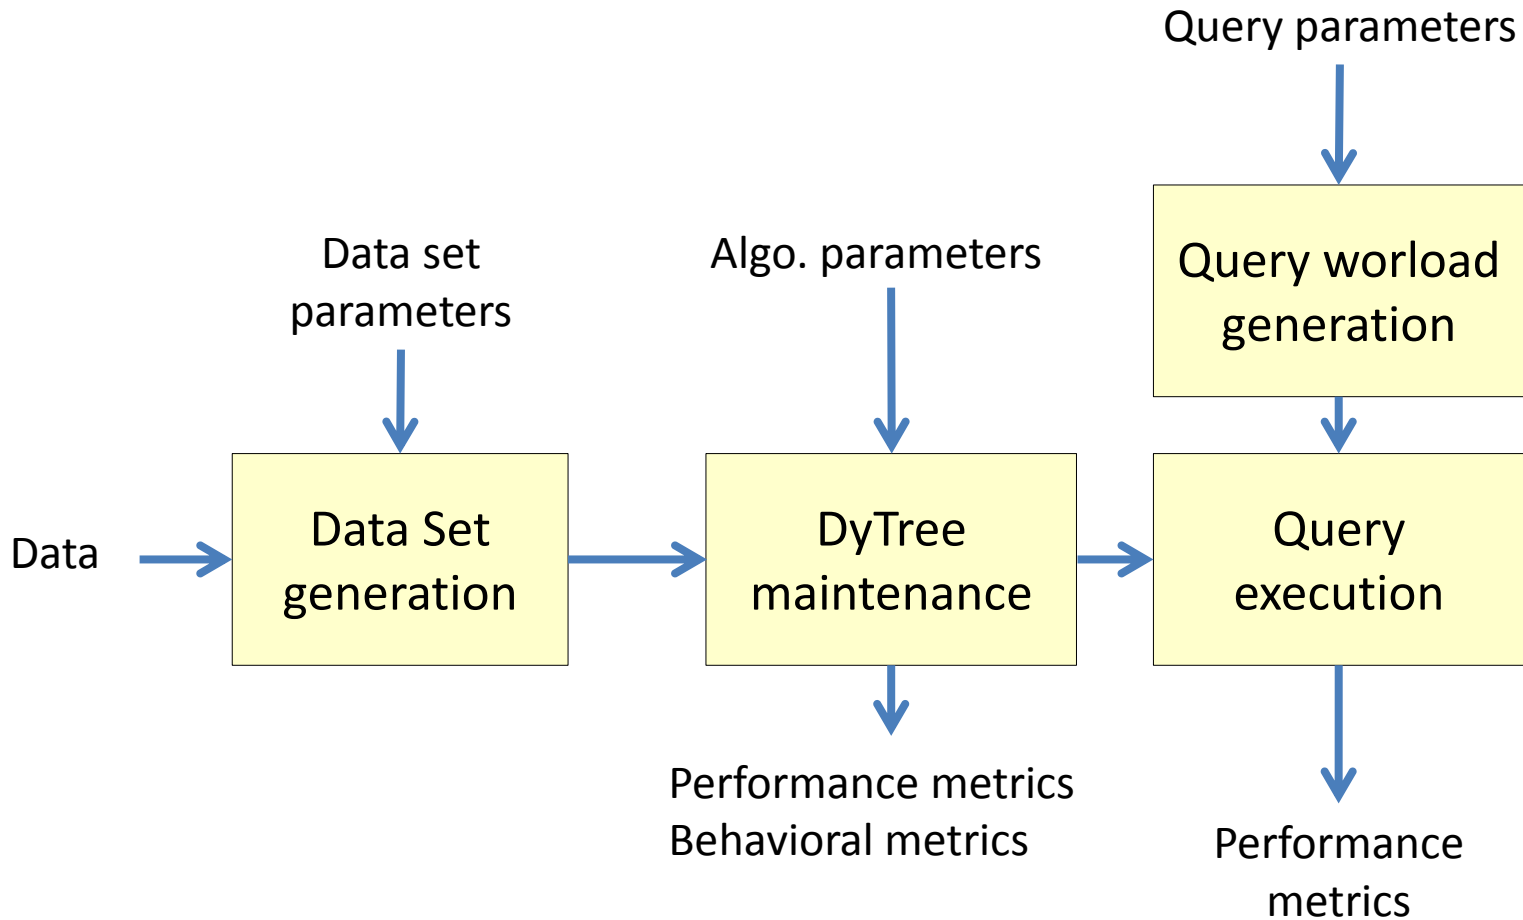 Query parameters
Query worload
generation
Data set
parameters
Algo. parameters
Data
Data Set
generation
DyTree
maintenance
Query
execution
Performance metrics
Behavioral metrics
Performance
metrics